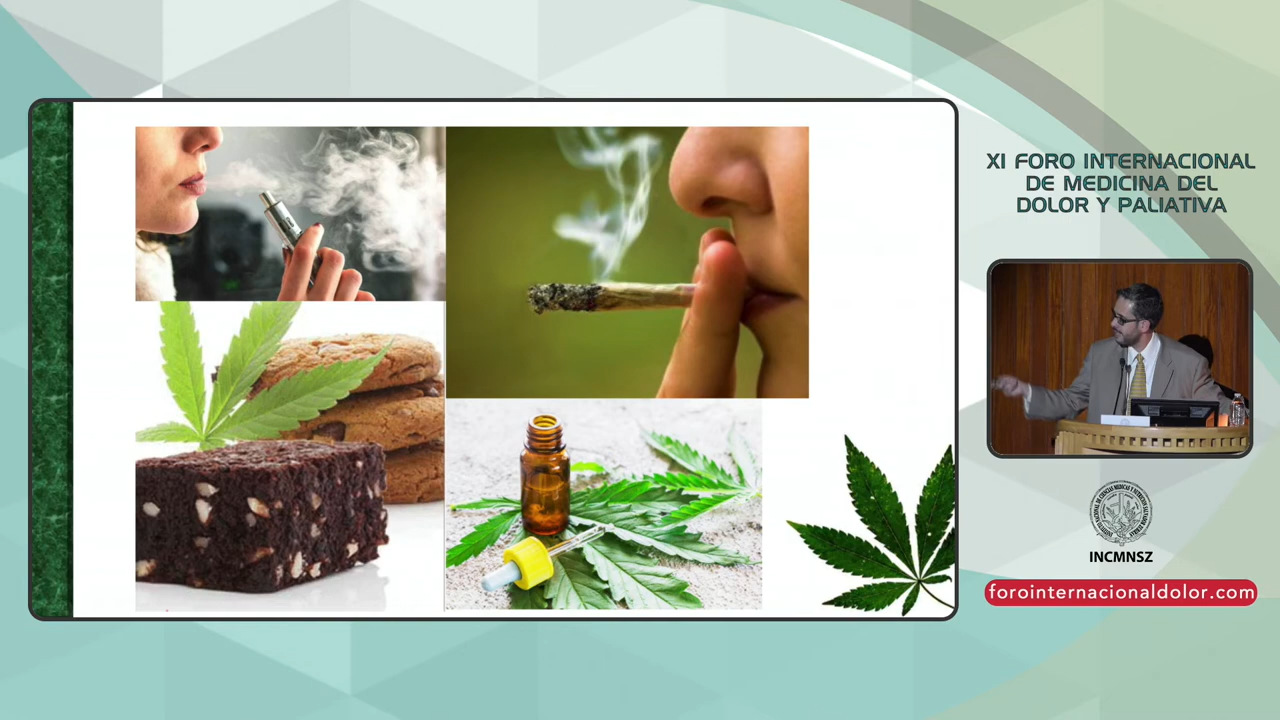 XI FORO INTERNACIONAL
DE MEDICINA DEL
DOLOR Y PALIATIVA
INCMNSZ
forointernacionaldolor.com